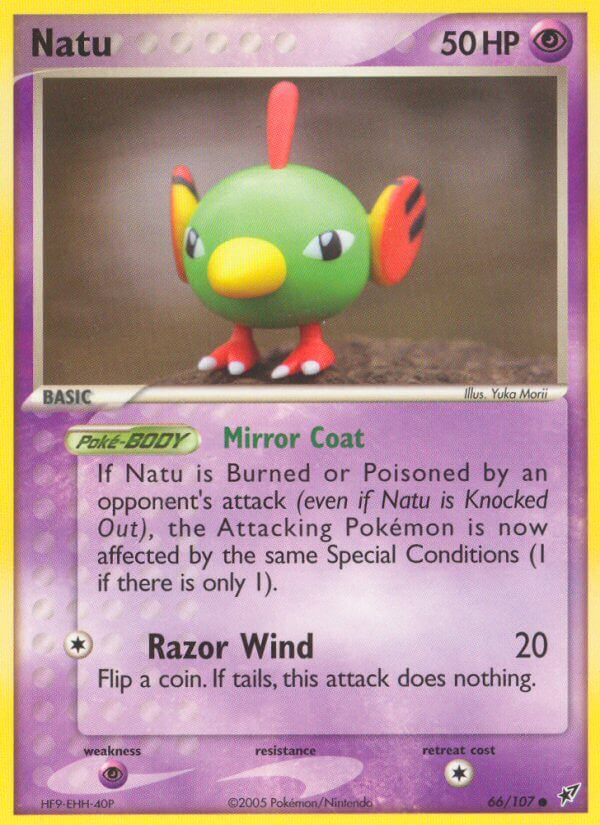 Natu
50 HP
BASIC
Illus. Yuka Morii
Poké-BODY Mirror Coat
If Natu is Burned or Poisoned by an
opponent's attack (even if Natu is Knocked
Out), the Attacking Pokémon is now
affected by the same Special Conditions (1
if there is only 1).
Razor Wind 20
Flip a coin. If tails, this attack does nothing.
weakness resistance retreat cost
HF9-EHH-40P ©2005 Pokémon/Nintendo 66/107